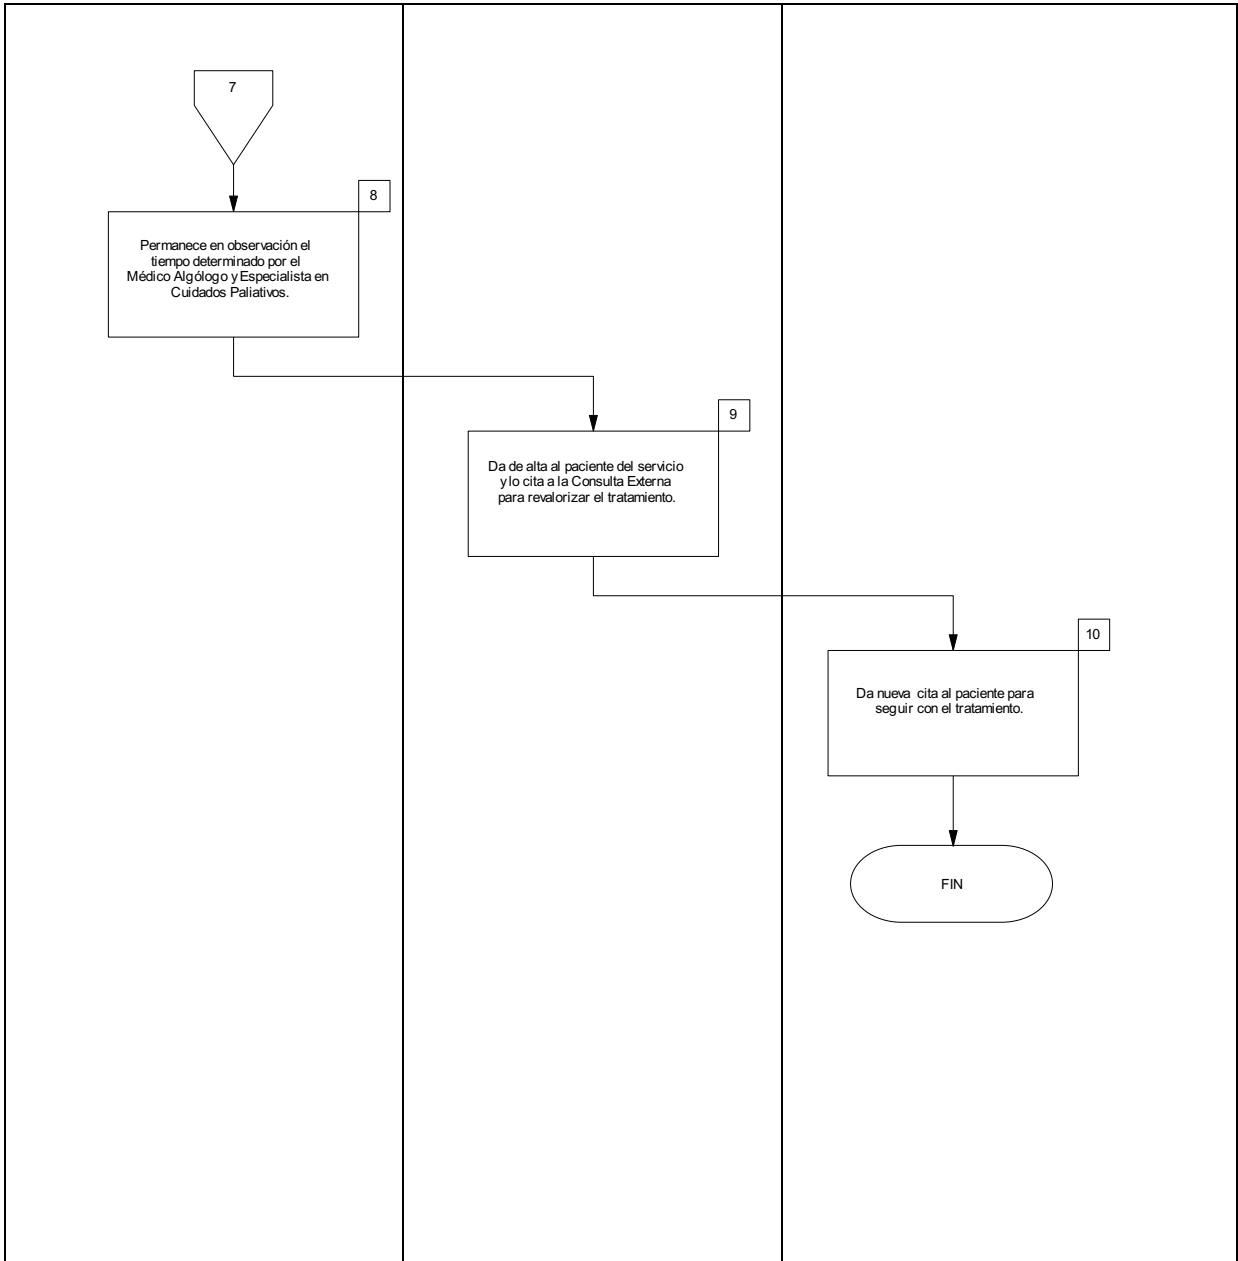 7
8
Permanece en observación el
tiempo determinado por el
Médico Algólogo y Especialista en
Cuidados Paliativos.
9
Da de alta al paciente del servicio
y lo cita a la Consulta Externa
para revalorizar el tratamiento.
10
Da nueva cita al paciente para
seguir con el tratamiento.
FIN